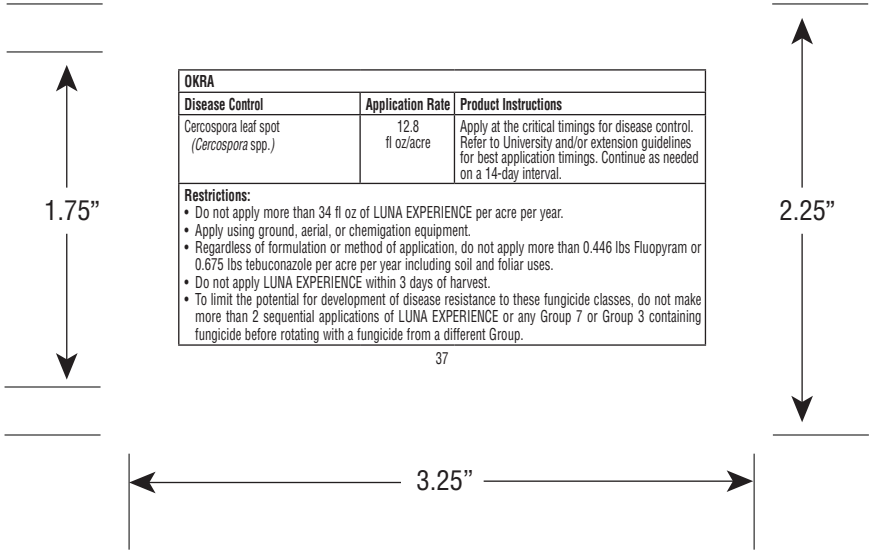 OKRA
Disease Control Application Rate Product Instructions
Cercospora leaf spot
(Cercospora spp.)
12.8
fl oz/acre
Apply at the critical timings for disease control.
Refer to University and/or extension guidelines
for best application timings. Continue as needed
on a 14-day interval.
Restrictions:
• Do not apply more than 34 fl oz of LUNA EXPERIENCE per acre per year.
• Apply using ground, aerial, or chemigation equipment.
• Regardless of formulation or method of application, do not apply more than 0.446 lbs Fluopyram or
0.675 lbs tebuconazole per acre per year including soil and foliar uses.
• Do not apply LUNA EXPERIENCE within 3 days of harvest.
• To limit the potential for development of disease resistance to these fungicide classes, do not make
more than 2 sequential applications of LUNA EXPERIENCE or any Group 7 or Group 3 containing
fungicide before rotating with a fungicide from a different Group.
37
1.75”
2.25”
3.25”